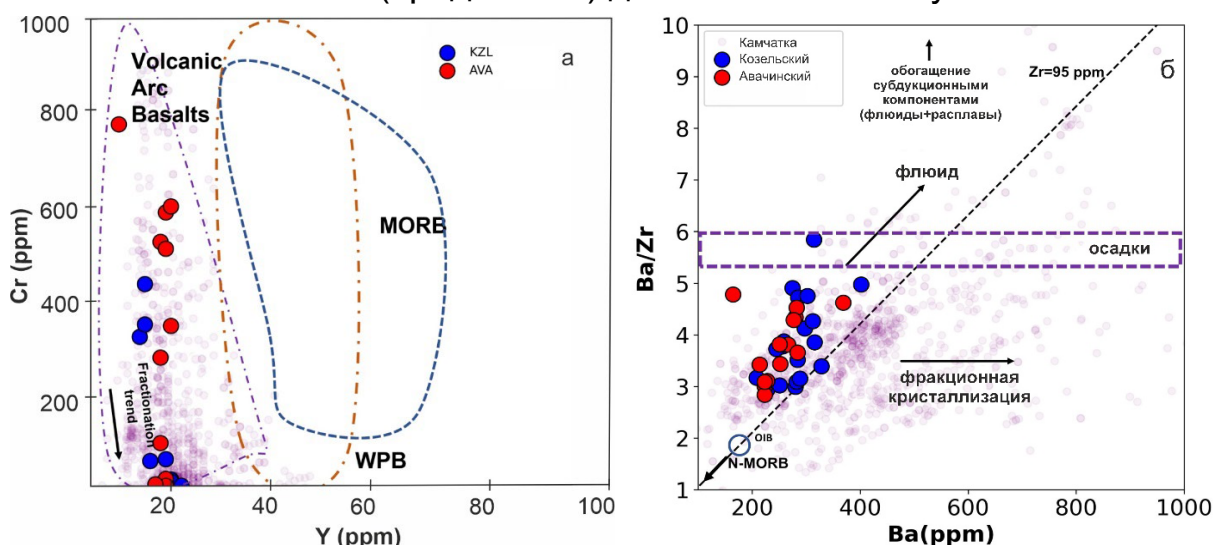 1000
800
600
400
200
Cr (ppm)
Volcanic
Arc
Basalts
KZL
AVA
а
MORB
WPB
Fractionation
trend
20
40
60
80
100
Y (ppm)
10
9
8
7
6
5
4
3
2
1
Ba/Zr
Камчатка
Козельский
Авачинский
обогащение
субдукционными
компонентами
(флюиды+расплавы)
Zr=95 ppm
б
флюид
осадки
фракционная
кристаллизация
OIB
N-MORB
200
400
600
800
1000
Ba(ppm)